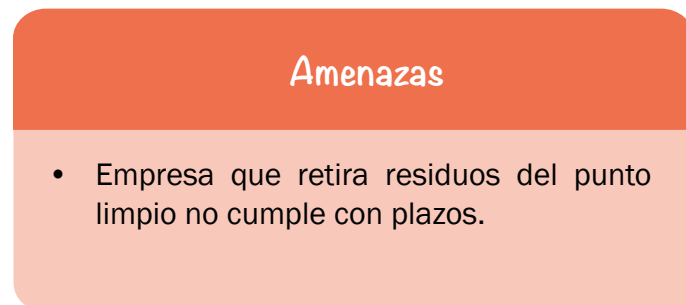 Amenazas
• Empresa que retira residuos del punto
limpio no cumple con plazos.